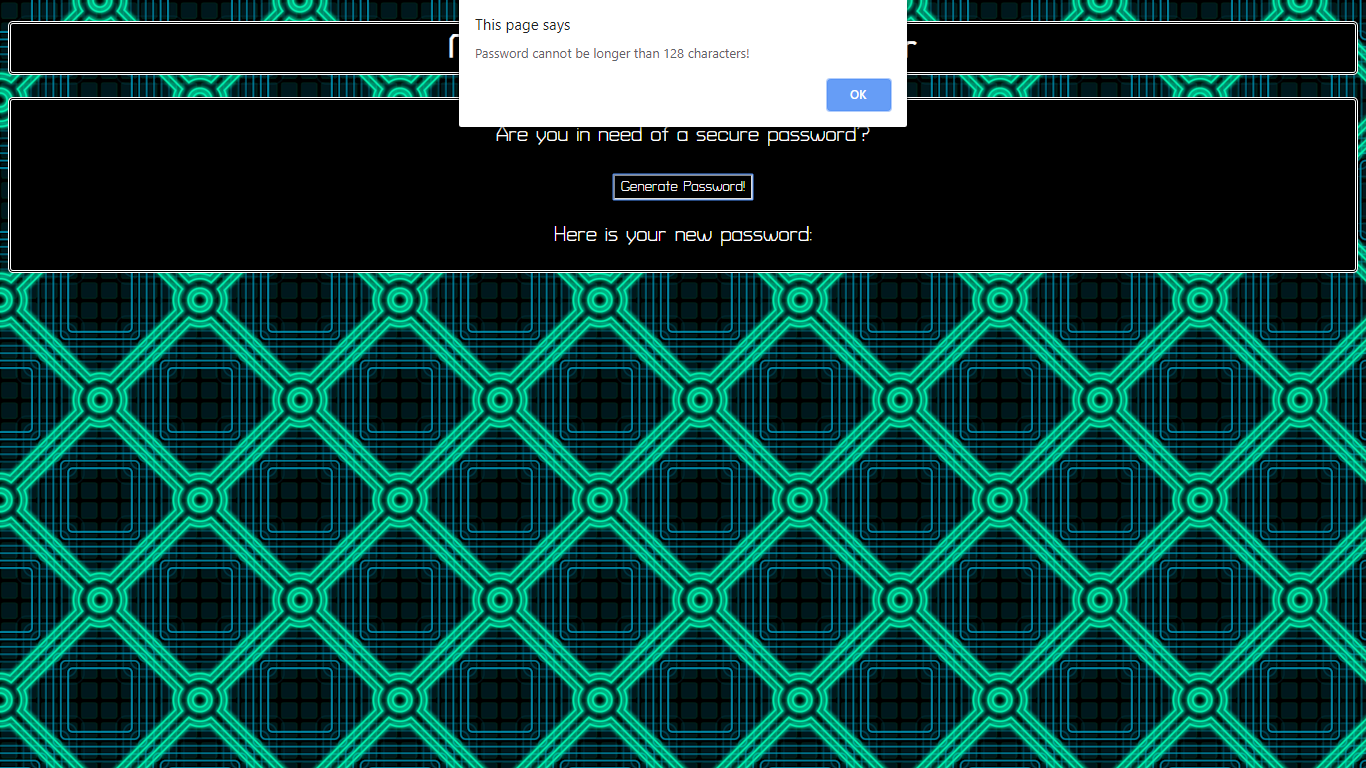 This page says
Password cannot be longer than 128 characters!
OK
Are you in need of a secure password?
Generate Password!
Here is your new password: